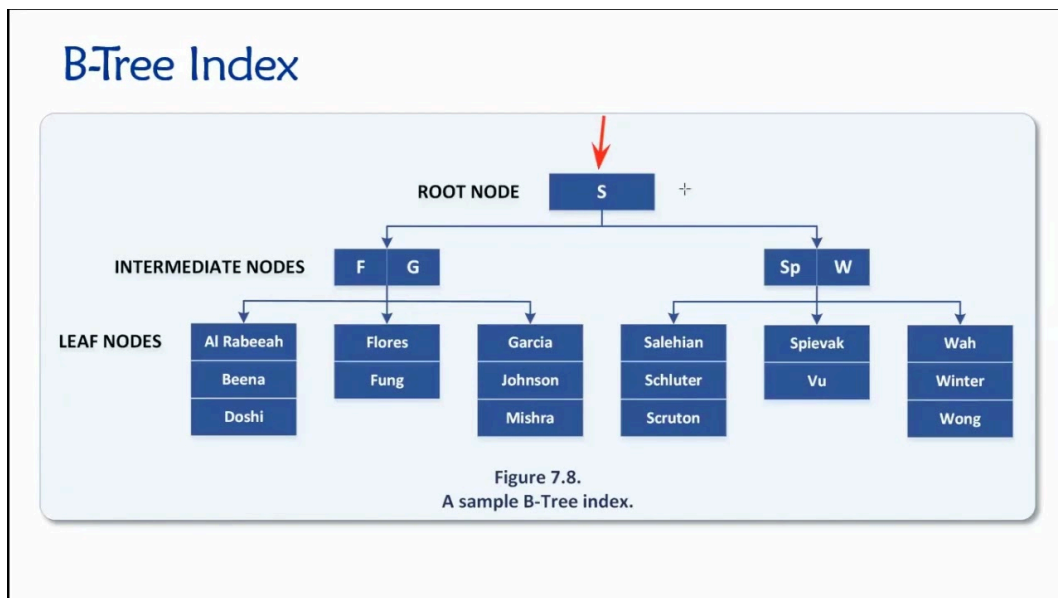 B-Tree Index
ROOT NODE
S
INTERMEDIATE NODES
F G
Sp W
LEAF NODES
Al Rabeeah
Beena
Doshi
Flores
Fung
Garcia
Johnson
Mishra
Salehian
Schluter
Scruton
Spievak
Vu
Wah
Winter
Wong
Figure 7.8.
A sample B-Tree index.